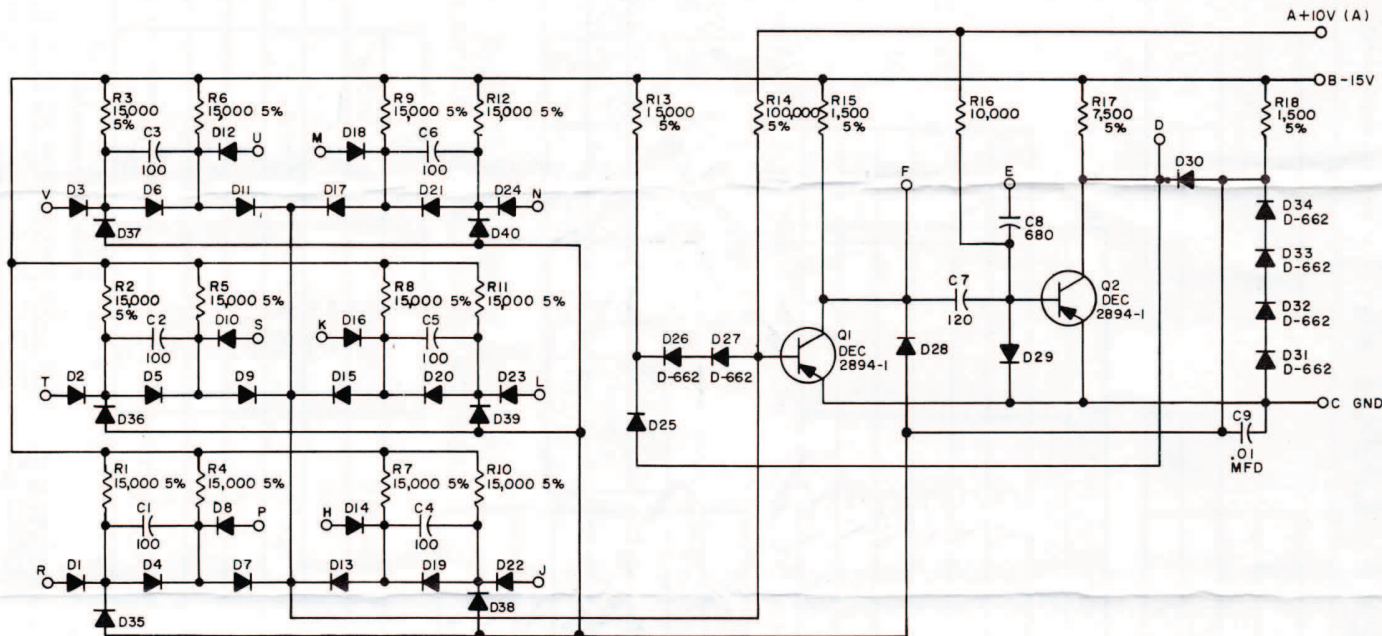 A+10V (A)
B-15V
R3
15,000
5%
R6
15,000 5%
R9
15,000 5%
R12
15,000 5%
R13
15,000
5%
R14
100,000
5%
R15
1,500
5%
R16
10,000
R17
7,500
5%
R18
1,500
5%
C3
100
D12
U
M
D18
C6
100
D
D30
F
E
V
D3
D6
D11
D17
D21
D24
N
D37
D40
C8
680
D34
D-662
D33
D-662
D32
D-662
D31
D-662
R2
15,000
5%
R5
15,000 5%
R8
15,000 5%
R11
15,000 5%
C2
100
D10
S
K
D16
C5
100
C7
120
Q2
DEC
2894-1
Q1
DEC
2894-1
D26
D-662
D27
D-662
D28
D29
T
D2
D5
D9
D15
D20
D23
L
D36
D39
D25
C GND
C9
.01
MFD
R1
15,000 5%
R4
15,000 5%
R7
15,000 5%
R10
15,000 5%
C1
100
D8
P
H
D14
C4
100
R
D1
D4
D7
D13
D19
D22
J
D35
D38